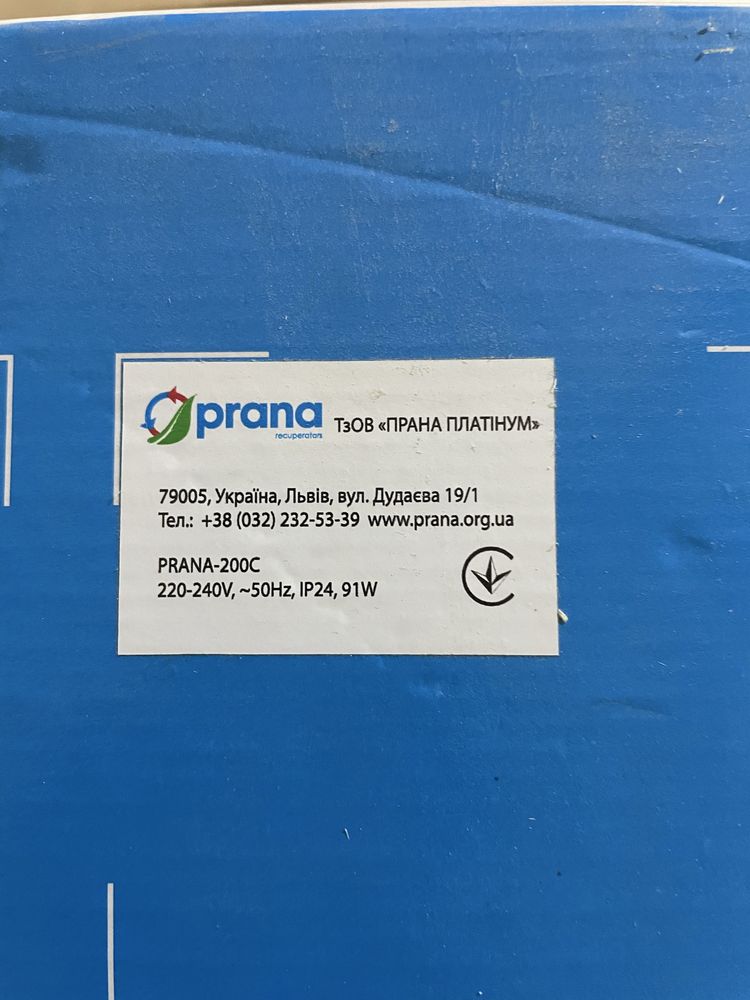 prana
recuperators
ТзОВ «ПРАНА ПЛАТІНУМ»
79005, Україна, Львів, вул. Дудаєва 19/1
Тел.: +38 (032) 232-53-39 www.prana.org.ua
PRANA-200C
220-240V, ~50Hz, IP24, 91W